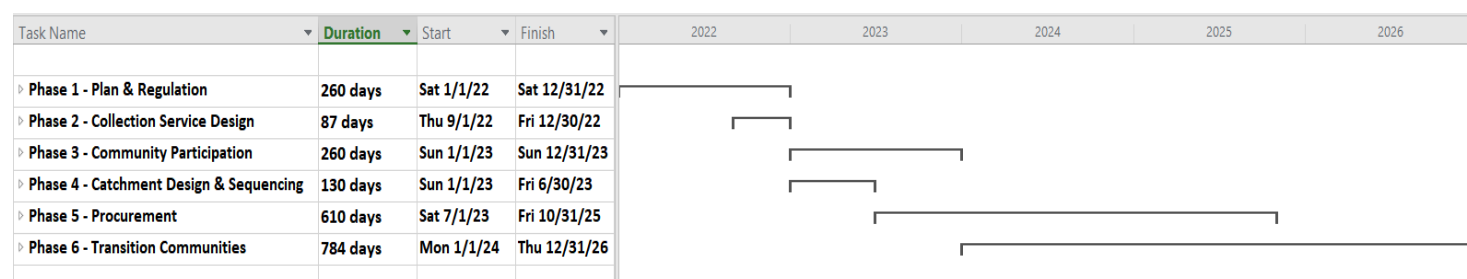 Task Name Duration Start Finish 2022 2023 2024 2025 2026
Phase 1 - Plan & Regulation 260 days Sat 1/1/22 Sat 12/31/22
Phase 2 - Collection Service Design 87 days Thu 9/1/22 Fri 12/30/22
Phase 3 - Community Participation 260 days Sun 1/1/23 Sun 12/31/23
Phase 4 - Catchment Design & Sequencing 130 days Sun 1/1/23 Fri 6/30/23
Phase 5 - Procurement 610 days Sat 7/1/23 Fri 10/31/25
Phase 6 - Transition Communities 784 days Mon 1/1/24 Thu 12/31/26